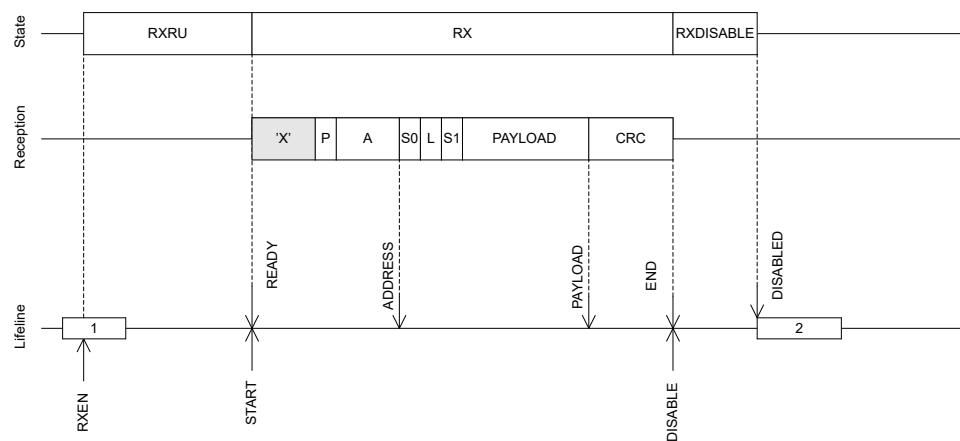 State
RXRU
RX
RXDISABLE
Reception
'X'
P
A
S0
L
S1
PAYLOAD
CRC
READY
ADDRESS
PAYLOAD
END
DISABLED
Lifeline
1
2
RXEN
START
DISABLE